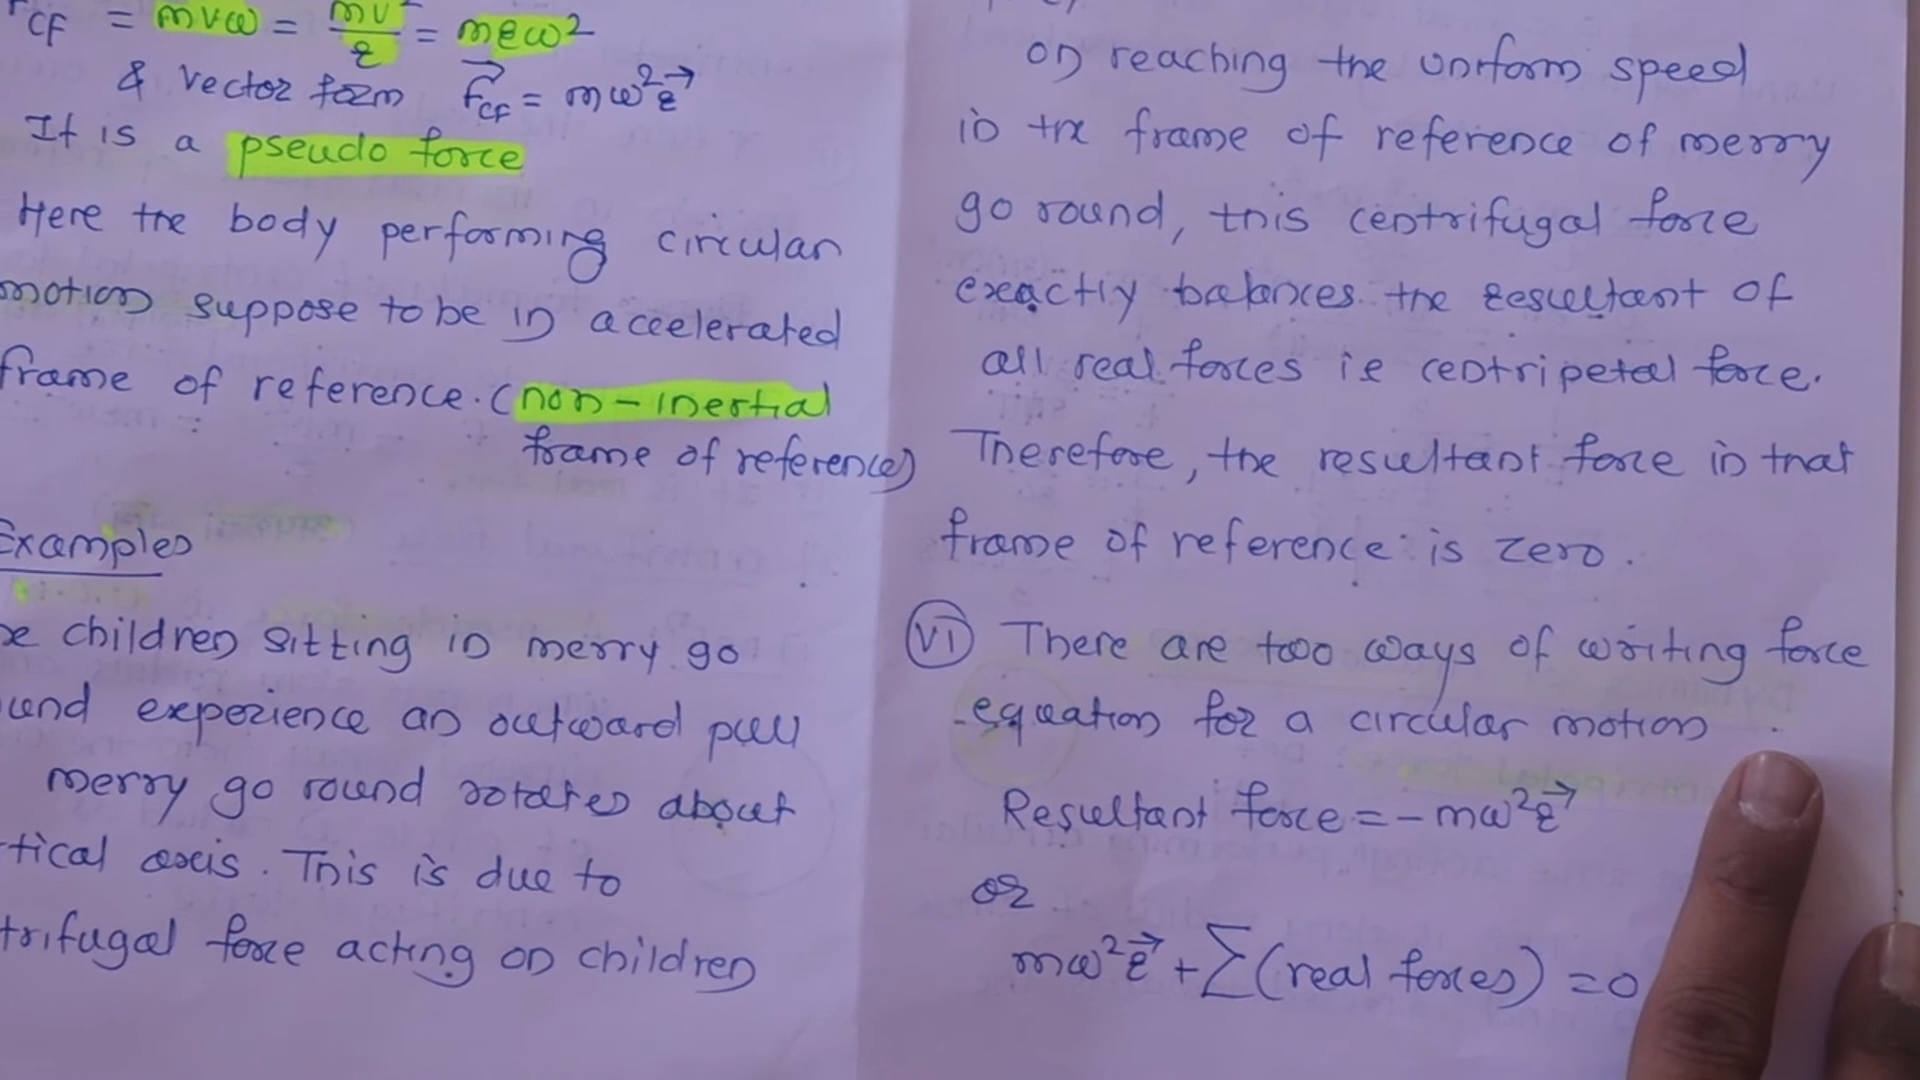 CF = mvω = mv²/r = mrω²
& vector form F⃗CF = mω²r⃗
It is a pseudo force
Here the body performing circular
motion suppose to be in accelerated
frame of reference. (non-inertial
frame of reference)
Examples
children sitting in merry go
experience an outward pull
merry go round rotates about
axis. This is due to
force acting on children
on reaching the uniform speed
in the frame of reference of merry
go round, this centrifugal force
exactly balances the resultant of
all real forces ie centripetal force.
Therefore, the resultant force in that
frame of reference is zero.
(vi) There are two ways of writing force
equation for a circular motion
Resultant force = - mω²r⃗
or
mω²r⃗ + ∑(real forces) = 0